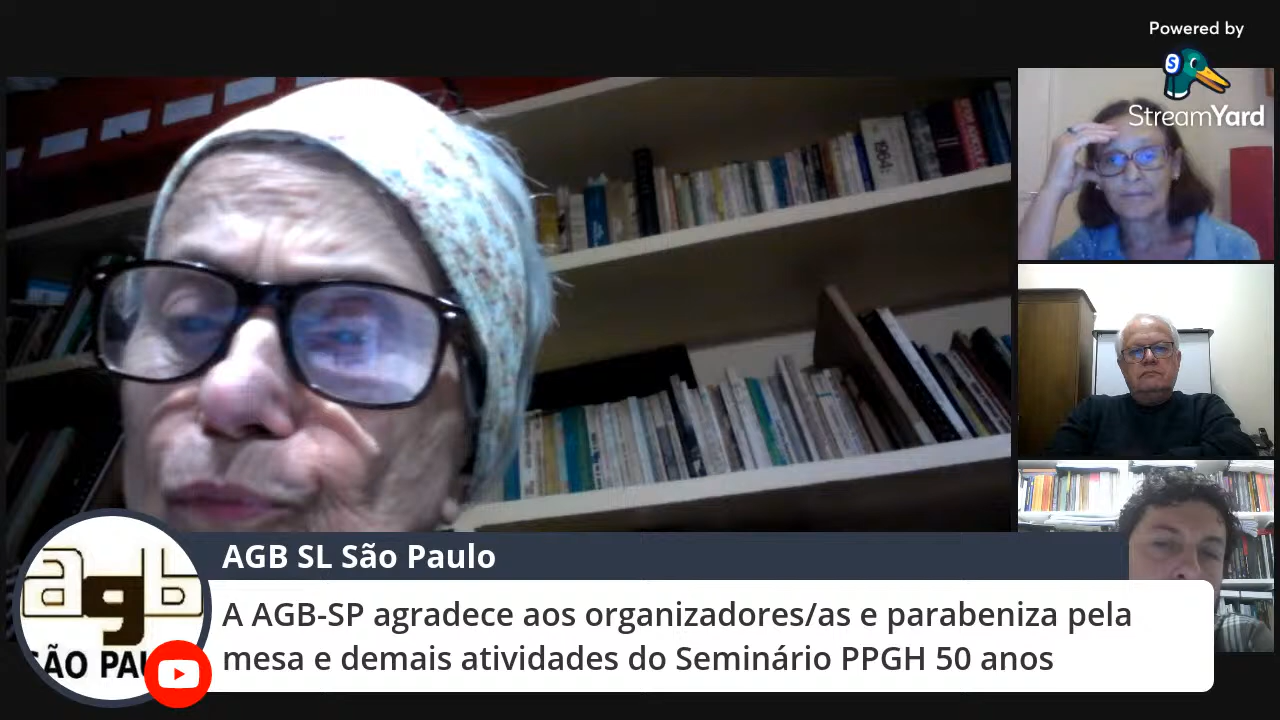 Powered by
StreamYard
1984
AGB SL São Paulo
A AGB-SP agradece aos organizadores/as e parabeniza pela
mesa e demais atividades do Seminário PPGH 50 anos
agb
SÃO PAU